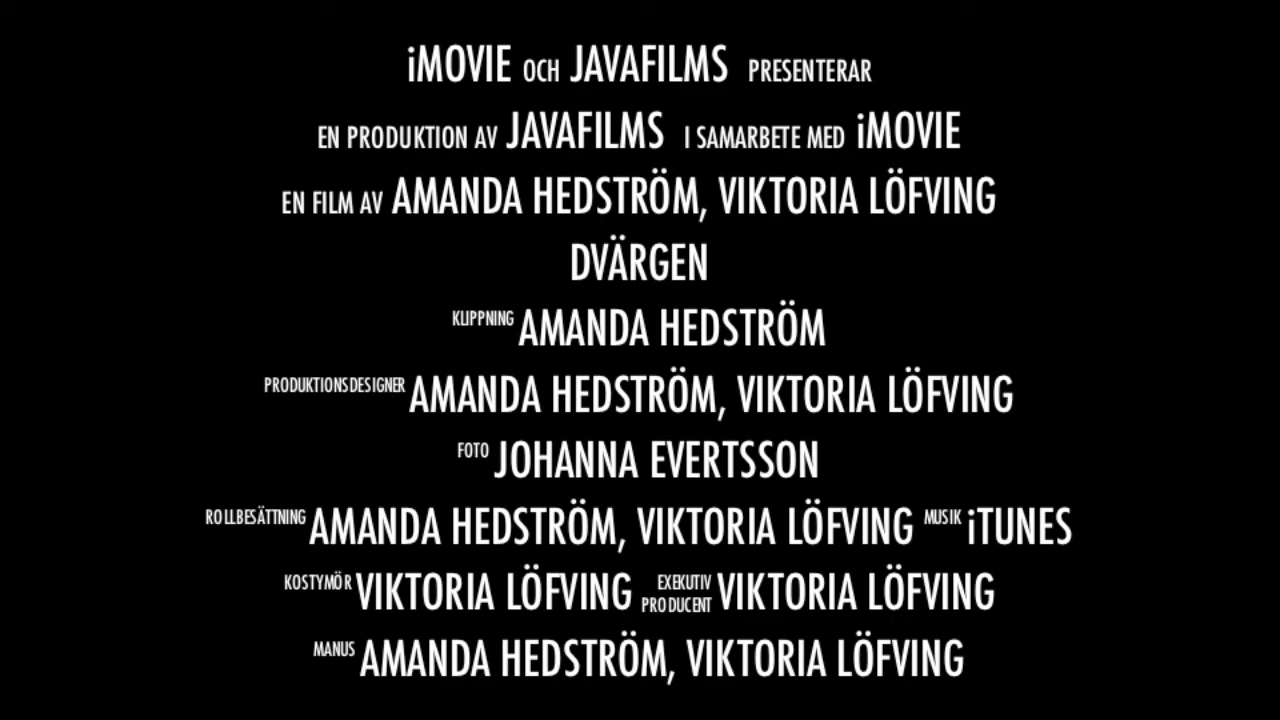 iMOVIE OCH JAVAFILMS PRESENTERAR
EN PRODUKTION AV JAVAFILMS I SAMARBETE MED iMOVIE
EN FILM AV AMANDA HEDSTRÖM, VIKTORIA LÖFVING
DVÄRGEN
KLIPPNING AMANDA HEDSTRÖM
PRODUKTIONSDESIGNER AMANDA HEDSTRÖM, VIKTORIA LÖFVING
FOTO JOHANNA EVERTSSON
ROLLBESÄTTNING AMANDA HEDSTRÖM, VIKTORIA LÖFVING MUSIK iTUNES
KOSTYMÖR VIKTORIA LÖFVING EXEKUTIV PRODUCENT VIKTORIA LÖFVING
MANUS AMANDA HEDSTRÖM, VIKTORIA LÖFVING